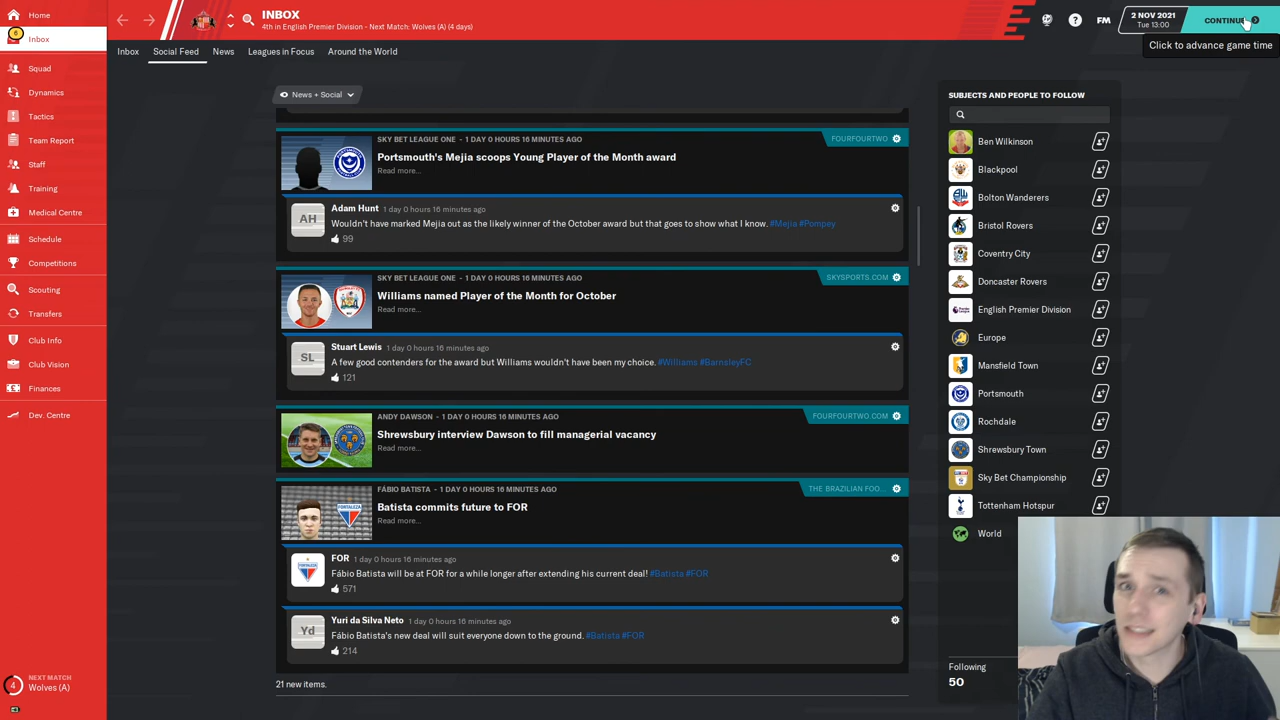 Home
6
Inbox
Squad
Dynamics
Tactics
Team Report
Staff
Training
Medical Centre
Schedule
Competitions
Scouting
Transfers
Club Info
Club Vision
Finances
Dev. Centre
4
NEXT MATCH
Wolves (A)
INBOX
4th in English Premier Division - Next Match: Wolves (A) (4 days)
?
FM
2 NOV 2021
Tue 13:00
CONTINUE
Click to advance game time
Inbox
Social Feed
News
Leagues in Focus
Around the World
News + Social
SKY BET LEAGUE ONE - 1 DAY 0 HOURS 16 MINUTES AGO
FOURFOURTWO
Portsmouth's Mejia scoops Young Player of the Month award
Read more...
AH
Adam Hunt 1 day 0 hours 16 minutes ago
Wouldn't have marked Mejia out as the likely winner of the October award but that goes to show what I know. #Mejia #Pompey
99
SKY BET LEAGUE ONE - 1 DAY 0 HOURS 16 MINUTES AGO
SKYSPORTS.COM
Williams named Player of the Month for October
Read more...
SL
Stuart Lewis 1 day 0 hours 16 minutes ago
A few good contenders for the award but Williams wouldn't have been my choice. #Williams #BarnsleyFC
121
ANDY DAWSON - 1 DAY 0 HOURS 16 MINUTES AGO
FOURFOURTWO.COM
Shrewsbury interview Dawson to fill managerial vacancy
Read more...
FÁBIO BATISTA - 1 DAY 0 HOURS 16 MINUTES AGO
THE BRAZILIAN FOO...
Batista commits future to FOR
Read more...
FOR 1 day 0 hours 16 minutes ago
Fábio Batista will be at FOR for a while longer after extending his current deal! #Batista #FOR
571
Yd
Yuri da Silva Neto 1 day 0 hours 16 minutes ago
Fábio Batista's new deal will suit everyone down to the ground. #Batista #FOR
214
21 new items.
SUBJECTS AND PEOPLE TO FOLLOW
Ben Wilkinson
Blackpool
Bolton Wanderers
Bristol Rovers
Coventry City
Doncaster Rovers
English Premier Division
Europe
Mansfield Town
Portsmouth
Rochdale
Shrewsbury Town
Sky Bet Championship
Tottenham Hotspur
World
Following
50